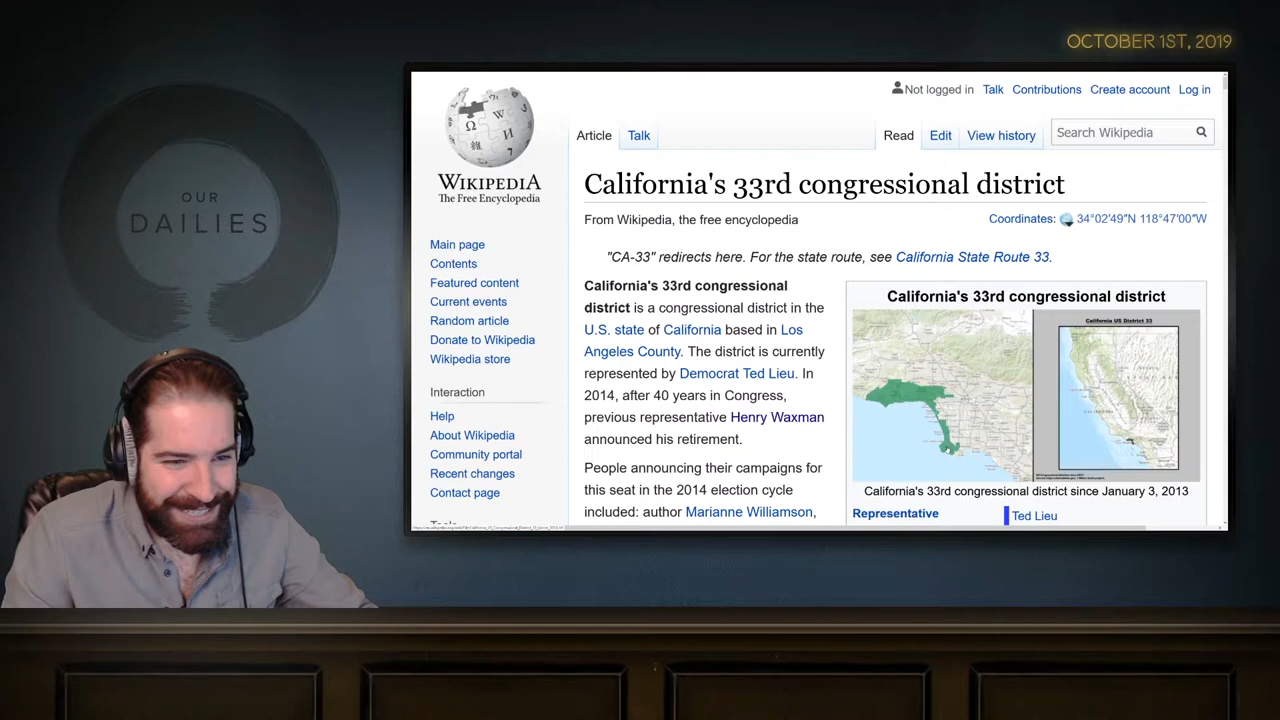 OCTOBER 1ST, 2019
OUR
DAILIES
WIKIPEDIA
The Free Encyclopedia
Main page
Contents
Featured content
Current events
Random article
Donate to Wikipedia
Wikipedia store
Interaction
Help
About Wikipedia
Community portal
Recent changes
Contact page
Not logged in Talk Contributions Create account Log in
Article Talk Read Edit View history Search Wikipedia
California's 33rd congressional district
From Wikipedia, the free encyclopedia
Coordinates: 34°02′49″N 118°47′00″W
"CA-33" redirects here. For the state route, see California State Route 33.
California's 33rd congressional
district is a congressional district in the
U.S. state of California based in Los
Angeles County. The district is currently
represented by Democrat Ted Lieu. In
2014, after 40 years in Congress,
previous representative Henry Waxman
announced his retirement.
People announcing their campaigns for
this seat in the 2014 election cycle
included: author Marianne Williamson,
California's 33rd congressional district
California US District 33
California's 33rd congressional district since January 3, 2013
Representative Ted Lieu